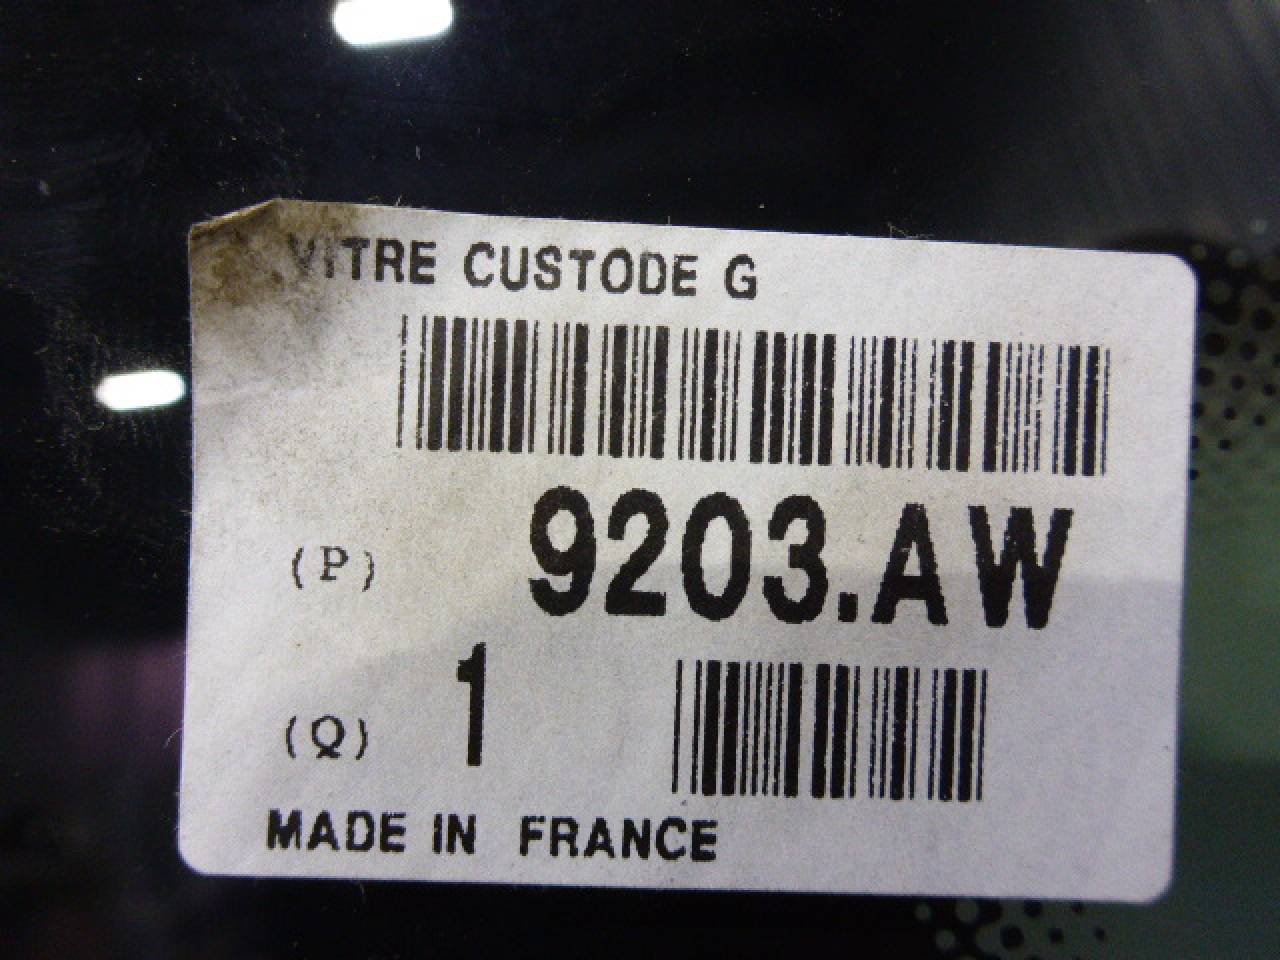 VITRE CUSTODE G
(P) 9203.AW
(Q) 1
MADE IN FRANCE